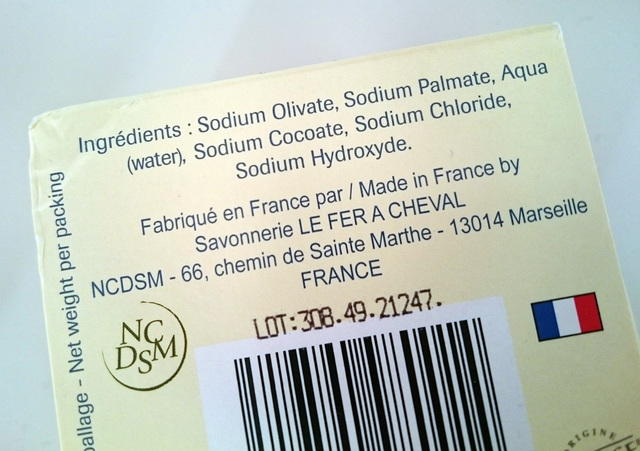 Ingrédients : Sodium Olivate, Sodium Palmate, Aqua
(water), Sodium Cocoate, Sodium Chloride,
Sodium Hydroxyde.
Fabriqué en France par / Made in France by
Savonnerie LE FER A CHEVAL
NCDSM - 66, chemin de Sainte Marthe - 13014 Marseille
FRANCE
LOT:308.49.21247.
NC
DSM
- Net weight per packing